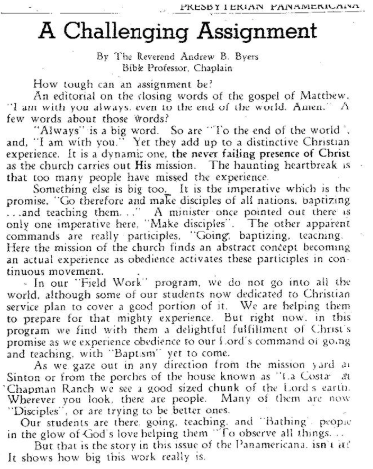 PRESBYTERIAN PANAMERICANA
A Challenging Assignment
By The Reverend Andrew B. Byers
Bible Professor, Chaplain
How tough can an assignment be?
An editorial on the closing words of the gospel of Matthew,
"I am with you always, even to the end of the world. Amen." A
few words about those words?
"Always" is a big word. So are "To the end of the world",
and, "I am with you." Yet they add up to a distinctive Christian
experience. It is a dynamic one, the never failing presence of Christ
as the church carries out His mission. The haunting heartbreak is
that too many people have missed the experience.
Something else is big too. It is the imperative which is the
promise, "Go therefore and make disciples of all nations, baptizing
...and teaching them. . ." A minister once pointed out there is
only one imperative here, "Make disciples". The other apparent
commands are really participles, "Going, baptizing, teaching.
Here the mission of the church finds an abstract concept becoming
an actual experience as obedience activates these participles in con-
tinuous movement.
- In our "Field Work" program, we do not go into all the
world, although some of our students now dedicated to Christian
service plan to cover a good portion of it. We are helping them
to prepare for that mighty experience. But right now, in this
program we find with them a delightful fulfillment of Christ's
promise as we experience obedience to our Lord's command of going
and teaching, with "Baptism" yet to come.
As we gaze out in any direction from the mission yard at
Sinton or from the porches of the house known as "La Costa" at
Chapman Ranch we see a good sized chunk of the Lord's earth.
Wherever you look, there are people. Many of them are now
"Disciples", or are trying to be better ones.
Our students are there, going, teaching, and "Bathing" people
in the glow of God's love helping them "To observe all things. . .
But that is the story in this issue of the Panamericana, isn't it?
It shows how big this work really is.